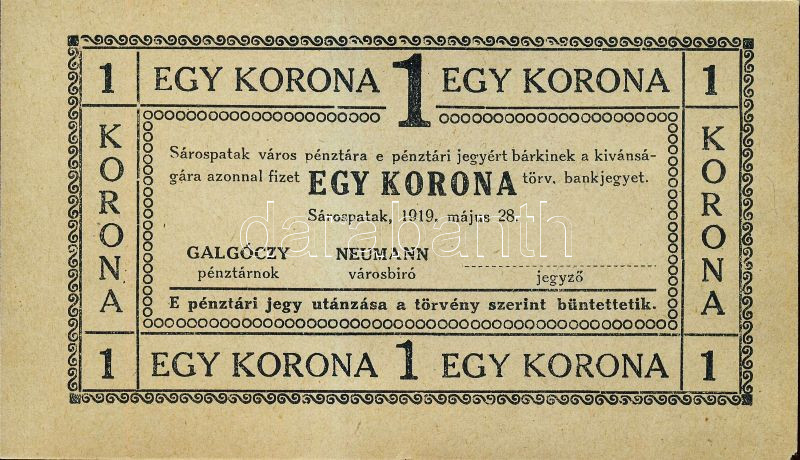 1 EGY KORONA 1 EGY KORONA 1
KORONA
Sárospatak város pénztára e pénztári jegyért bárkinek a kivánsá-
gára azonnal fizet EGY KORONA törv. bankjegyet.
Sárospatak, 1919. május 28.
GALGÓCZY NEUMANN
pénztárnok városbiró jegyző
E pénztári jegy utánzása a törvény szerint büntettetik.
KORONA
1 EGY KORONA 1 EGY KORONA 1
darabanth